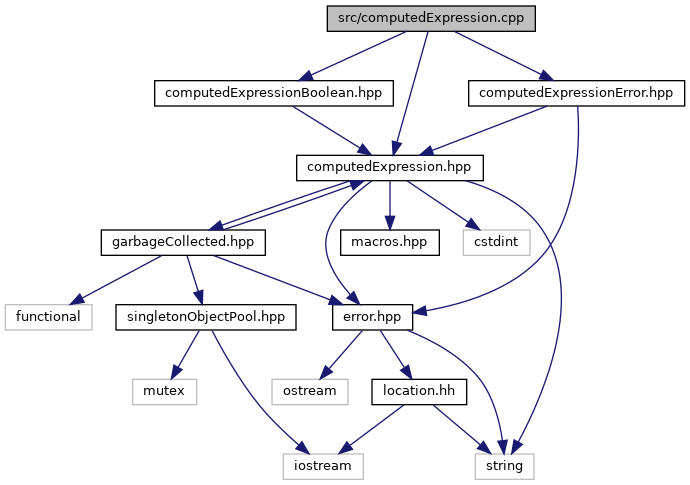 src/computedExpression.cpp
computedExpressionBoolean.hpp
computedExpressionError.hpp
computedExpression.hpp
garbageCollected.hpp
macros.hpp
cstdint
functional
singletonObjectPool.hpp
error.hpp
mutex
ostream
location.hh
iostream
string